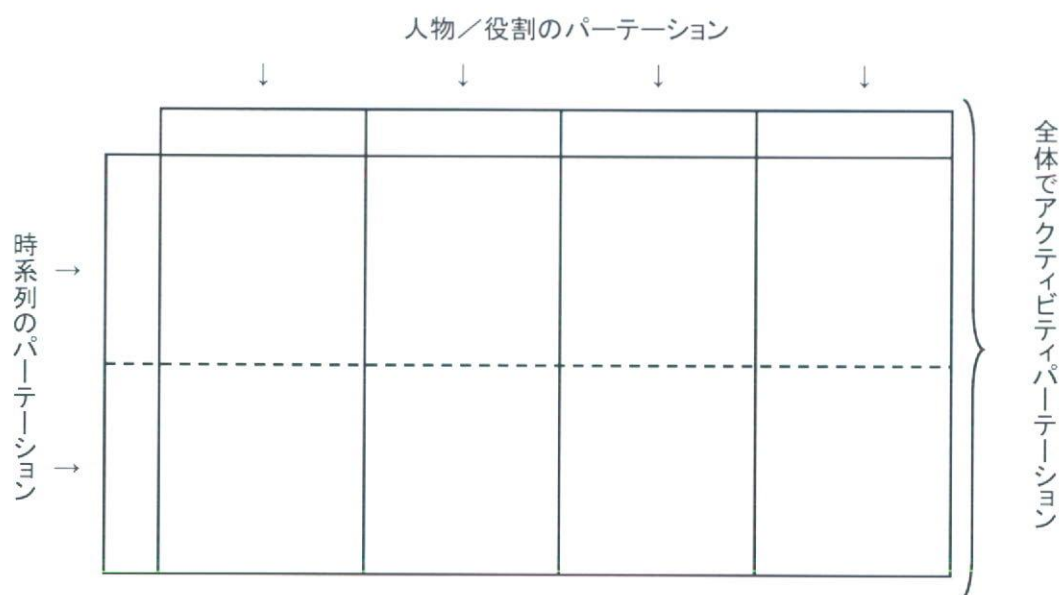 人物／役割のパーテーション
↓ ↓ ↓ ↓
時系列のパーテーション
→
→
全体でアクティビティパーテーション